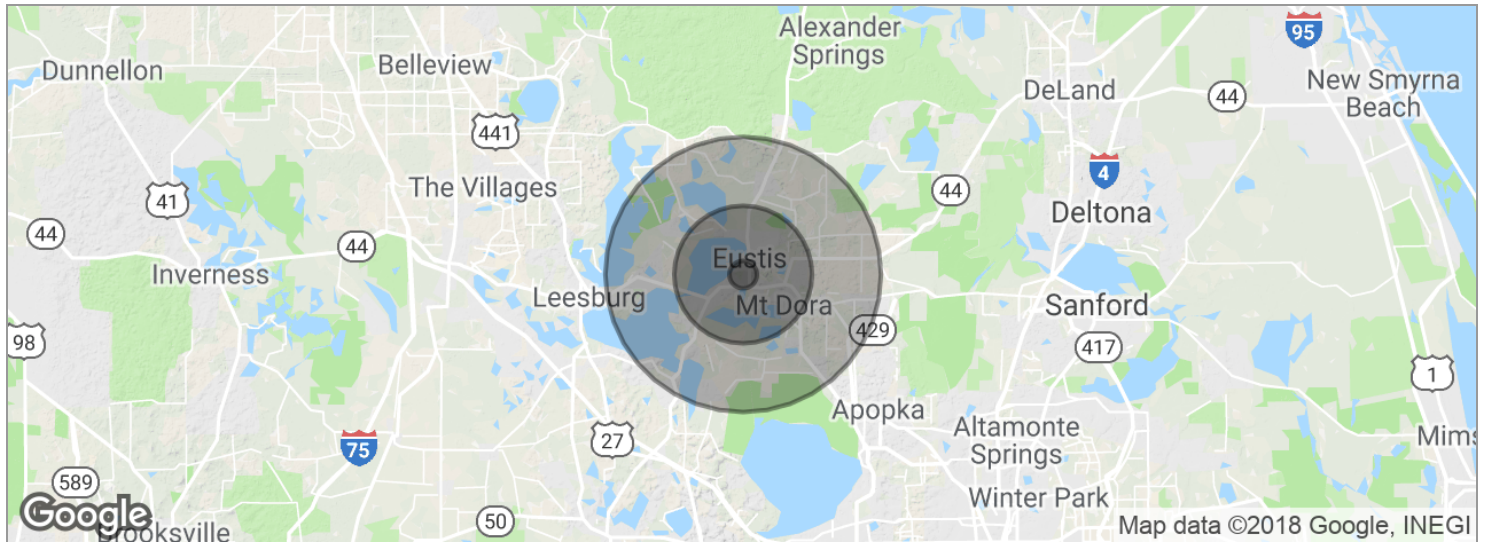 Alexander
Springs
95
Dunnellon
Belleview
DeLand
44
New Smyrna
Beach
441
4
The Villages
44
41
Deltona
44
44
Eustis
Inverness
Leesburg
Mt Dora
Sanford
429
98
417
1
Apopka
Altamonte
Springs
27
75
Mims
589
Winter Park
Google
50
Brooksville
Map data ©2018 Google, INEGI